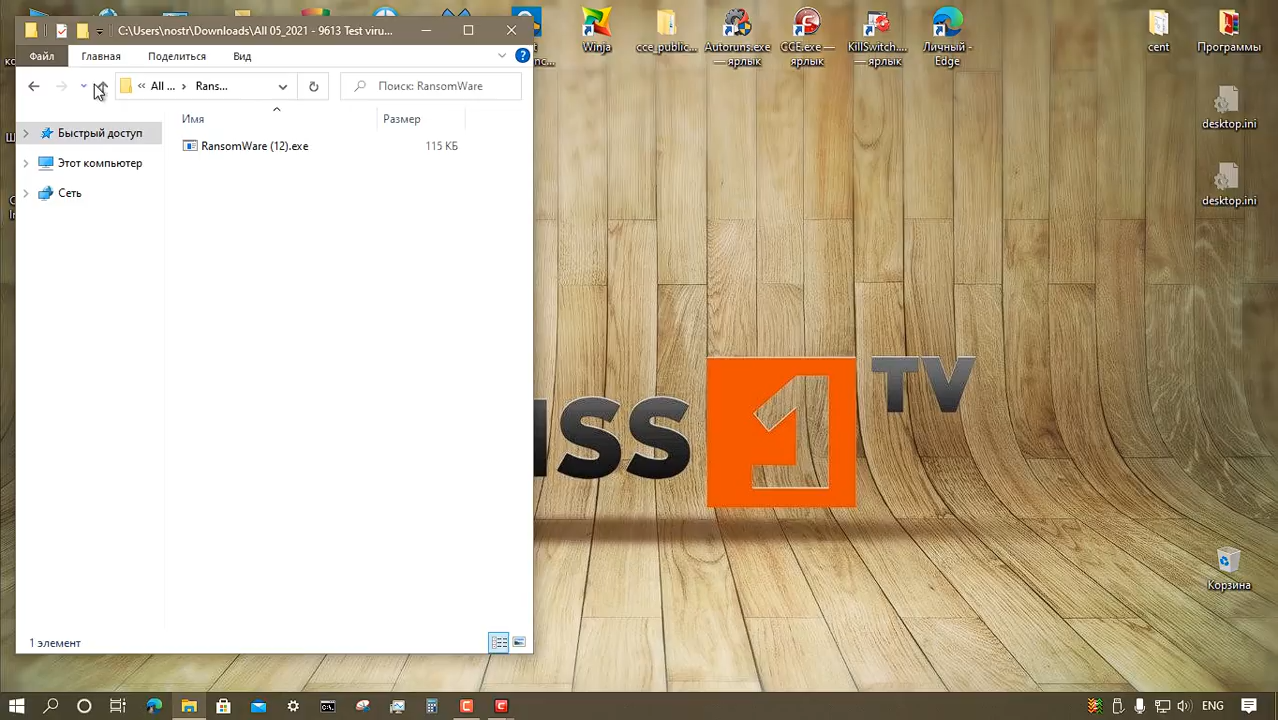 C:\Users\nostr\Downloads\All 05_2021 - 9613 Test viru...
Файл
Главная
Поделиться
Вид
All ...
Rans...
Поиск: RansomWare
Имя
Размер
Быстрый доступ
RansomWare (12).exe
115 КБ
Этот компьютер
Сеть
1 элемент
Winja
cce_public...
Autoruns.exe
— ярлык
CCE.exe —
ярлык
KillSwitch....
— ярлык
Личный -
Edge
cent
Программы
desktop.ini
desktop.ini
ISS
1
TV
Корзина
ENG